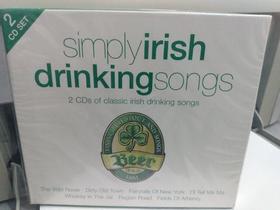 2
CD SET
simplyirish
drinkingsongs
2 CDs of classic irish drinking songs
Beer
The Wild Rover · Dirty Old Town · Fairytale Of New York · I'll Tell Me Ma
Whiskey In The Jar · Raglan Road · Fields Of Athenry